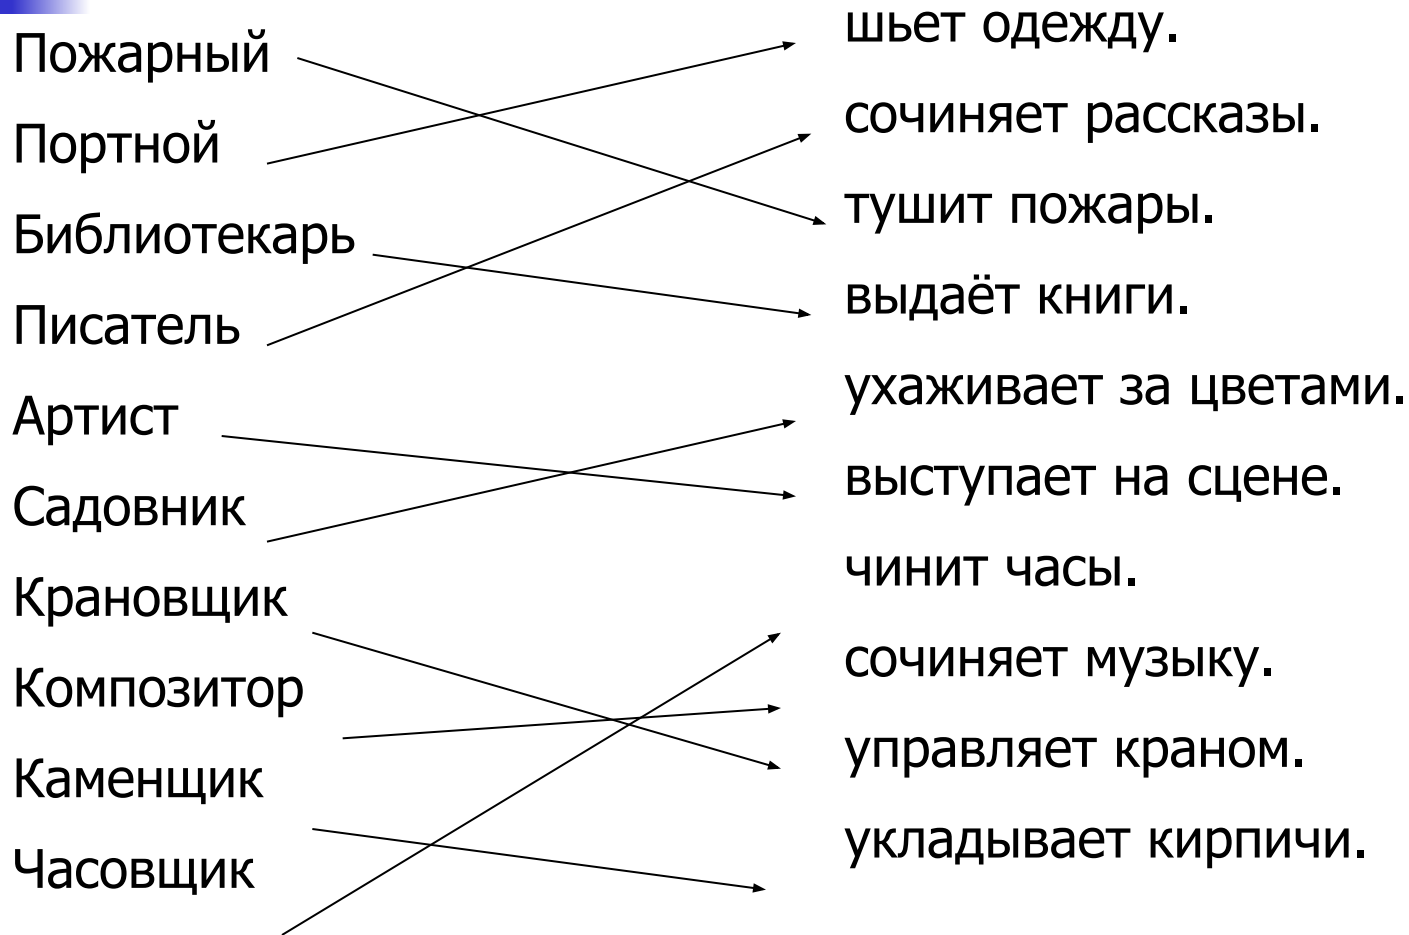 Пожарный
Портной
Библиотекарь
Писатель
Артист
Садовник
Крановщик
Композитор
Каменщик
Часовщик
шьет одежду.
сочиняет рассказы.
тушит пожары.
выдаёт книги.
ухаживает за цветами.
выступает на сцене.
чинит часы.
сочиняет музыку.
управляет краном.
укладывает кирпичи.